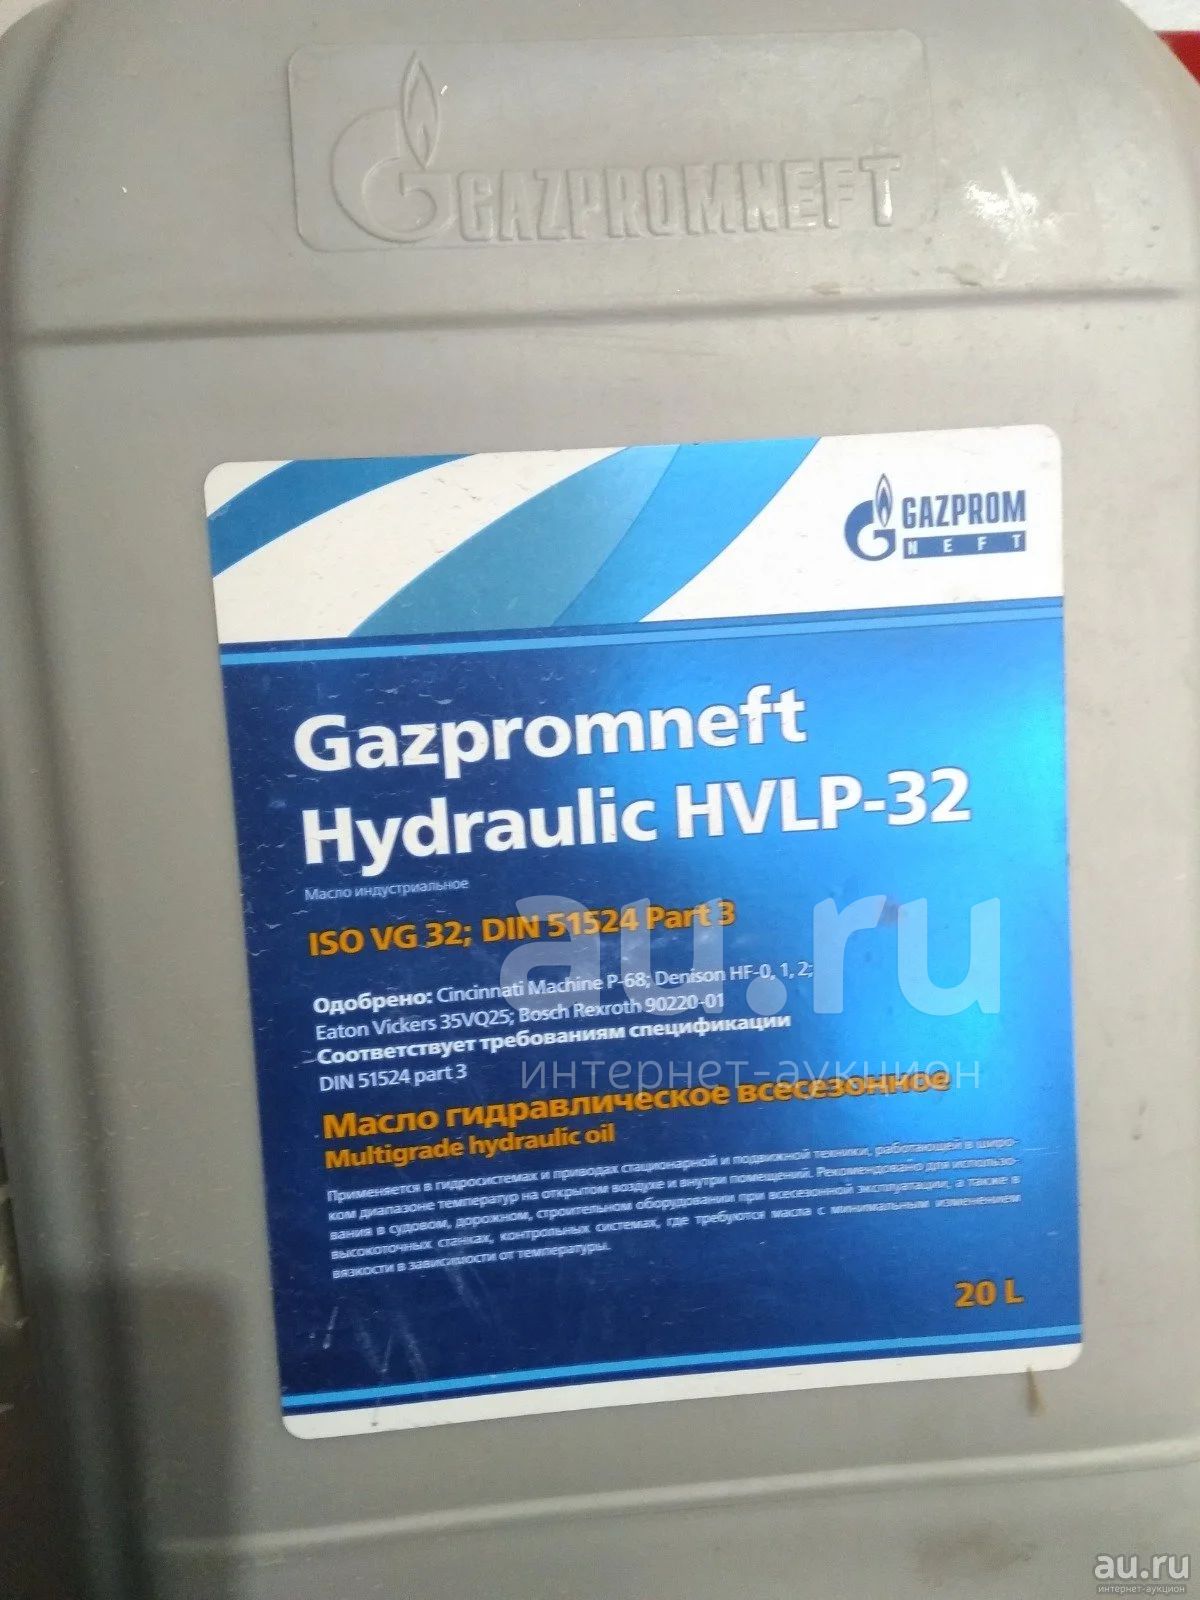 GAZPROMNEFT
GAZPROM
NEFT
Gazpromneft
Hydraulic HVLP-32
Масло индустриальное
ISO VG 32; DIN 51524 Part 3
Одобрено: Cincinnati Machine P-68; Denison HF-0, 1, 2;
Eaton Vickers 35VQ25; Bosch Rexroth 90220-01
Соответствует требованиям спецификации
DIN 51524 part 3
Масло гидравлическое всесезонное
Multigrade hydraulic oil
Применяется в гидросистемах и приводах стационарной и подвижной техники, работающей в широ-
ком диапазоне температур на открытом воздухе и внутри помещений. Рекомендовано для использо-
вания в судовом, дорожном, строительном оборудовании при всесезонной эксплуатации, а также в
высокоточных станках, контрольных системах, где требуются масла с минимальным изменением
вязкости в зависимости от температуры.
20 L
au.ru
интернет-аукцион
au.ru
интернет-аукцион